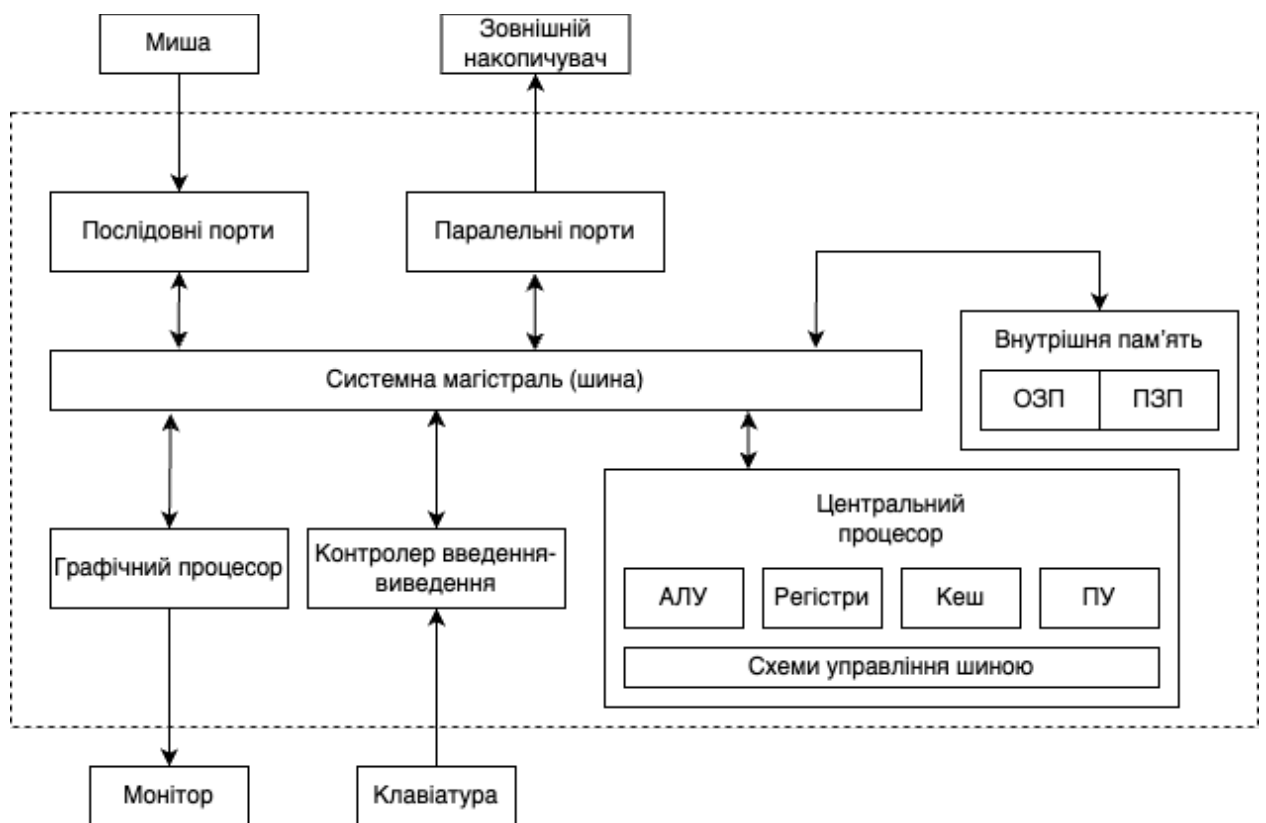 Миша
Зовнішній
накопичувач
Послідовні порти
Паралельні порти
Внутрішня пам'ять
ОЗП
ПЗП
Системна магістраль (шина)
Центральний
процесор
Графічний процесор
Контролер введення-
виведення
АЛУ
Регістри
Кеш
ПУ
Схеми управління шиною
Монітор
Клавіатура